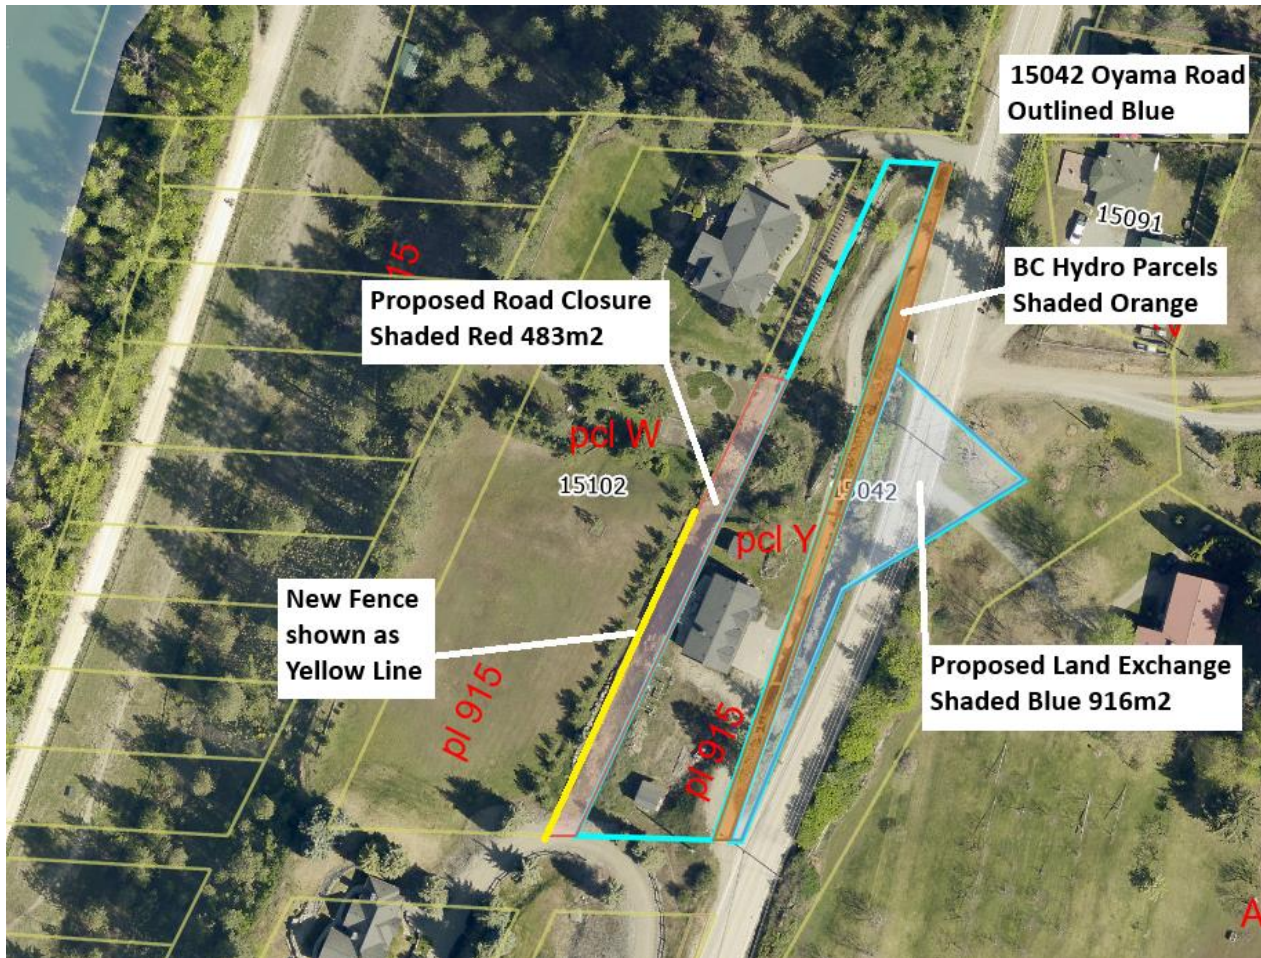 15042 Oyama Road
Outlined Blue
15091
BC Hydro Parcels
Shaded Orange
Proposed Road Closure
Shaded Red 483m2
pcl W
15102
15042
pcl Y
New Fence
shown as
Yellow Line
pl 915
pl 915
Proposed Land Exchange
Shaded Blue 916m2
15
A